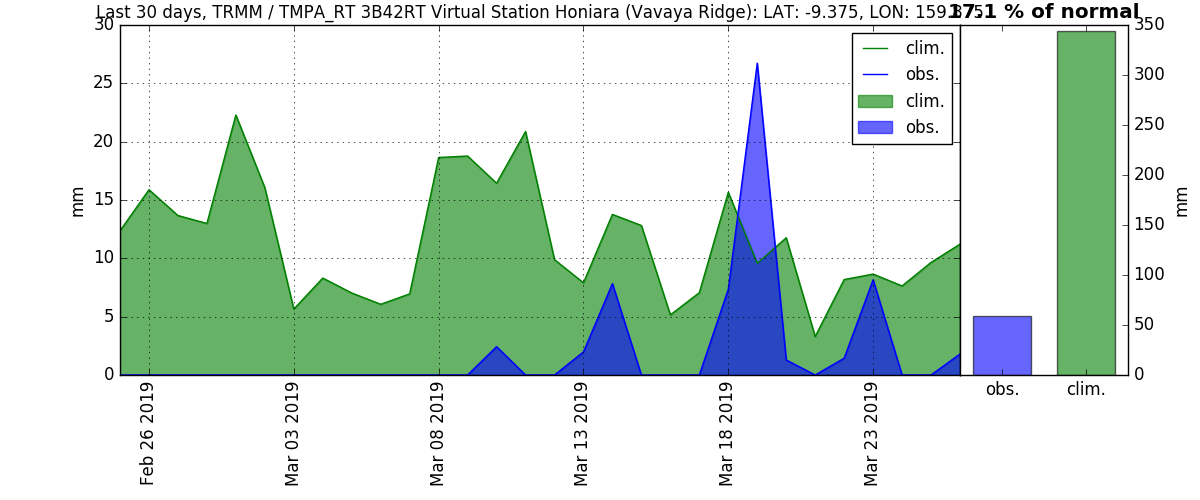 Last 30 days, TRMM / TMPA_RT 3B42RT Virtual Station Honiara (Vavaya Ridge): LAT: -9.375, LON: 159.875
17.1 % of normal
30
25
20
15
10
5
0
mm
clim.
obs.
clim.
obs.
Feb 26 2019
Mar 03 2019
Mar 08 2019
Mar 13 2019
Mar 18 2019
Mar 23 2019
350
300
250
200
150
100
50
0
mm
obs.
clim.